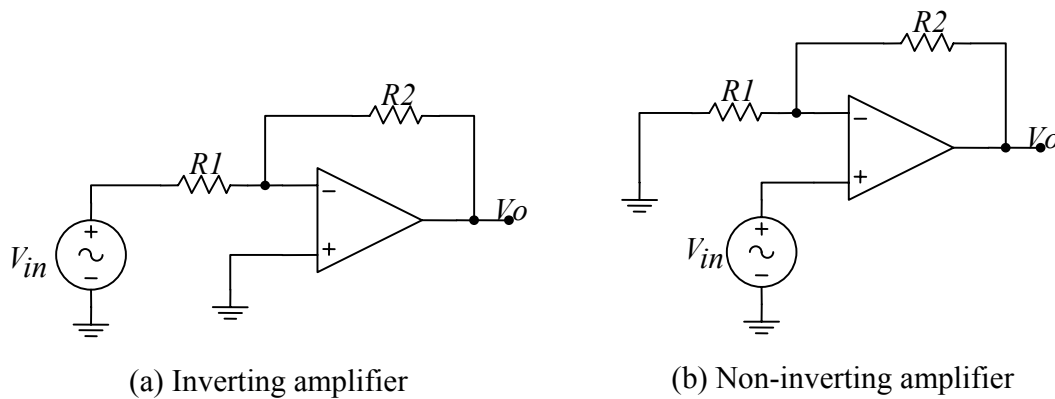 R1
R2
−
+
Vo
+
−
Vin
(a) Inverting amplifier
R1
R2
−
+
Vo
+
−
Vin
(b) Non-inverting amplifier